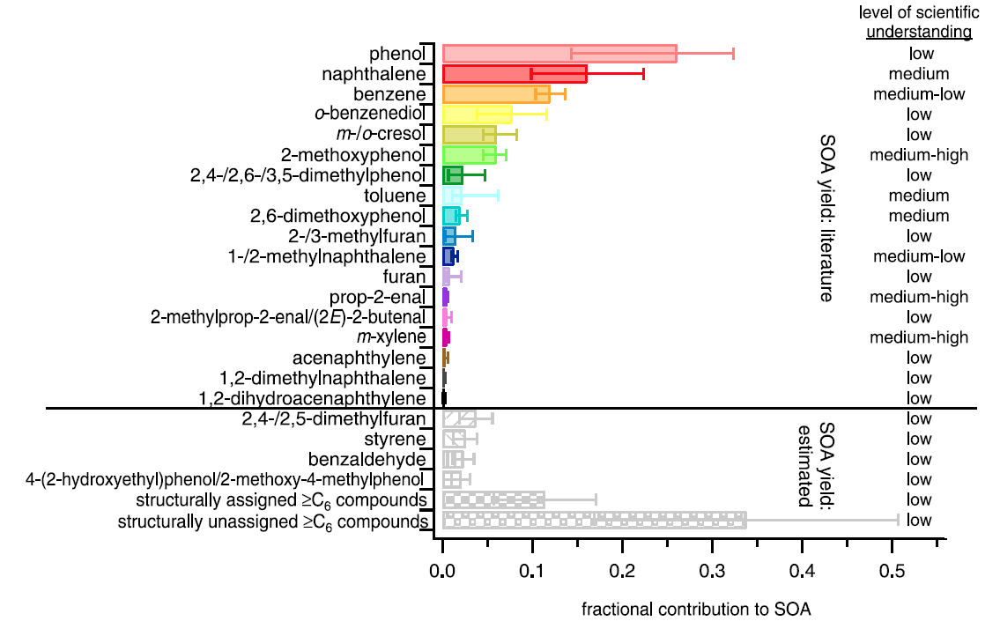 level of scientific
understanding
phenol low
naphthalene medium
benzene medium-low
o-benzenediol low
m-/o-cresol low
2-methoxyphenol medium-high
2,4-/2,6-/3,5-dimethylphenol low
toluene medium
2,6-dimethoxyphenol medium
2-/3-methylfuran low
1-/2-methylnaphthalene medium-low
furan low
prop-2-enal medium-high
2-methylprop-2-enal/(2E)-2-butenal low
m-xylene medium-high
acenaphthylene low
1,2-dimethylnaphthalene low
1,2-dihydroacenaphthylene low
SOA yield: literature
2,4-/2,5-dimethylfuran low
styrene low
benzaldehyde low
4-(2-hydroxyethyl)phenol/2-methoxy-4-methylphenol low
structurally assigned ≥C6 compounds low
structurally unassigned ≥C6 compounds low
SOA yield:
estimated
0.0 0.1 0.2 0.3 0.4 0.5
fractional contribution to SOA